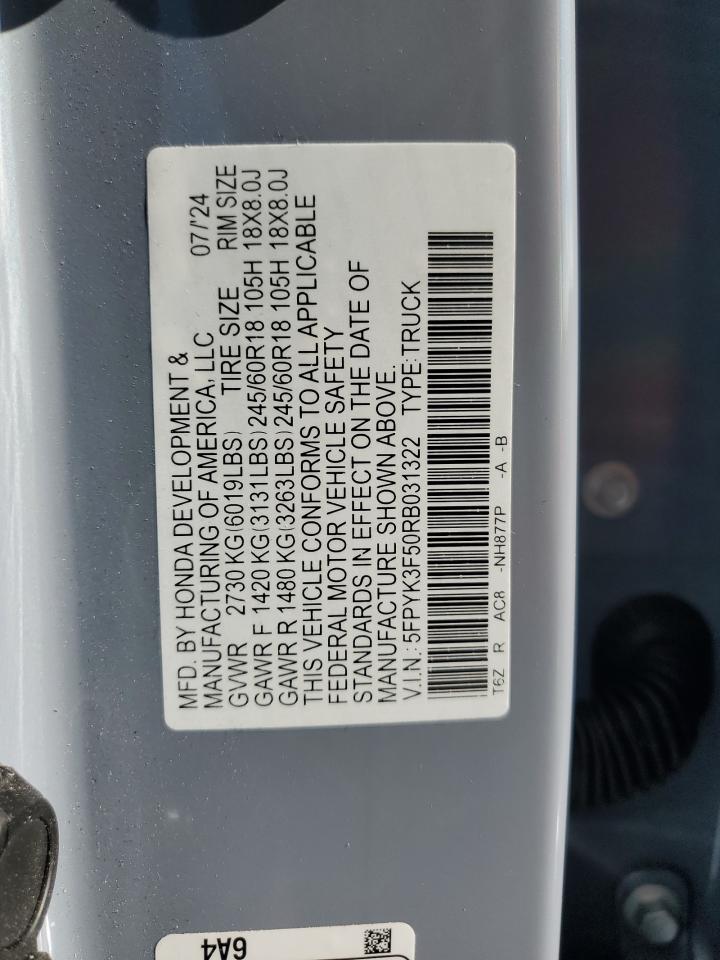 MFD. BY HONDA DEVELOPMENT &
MANUFACTURING OF AMERICA, LLC 07/'24
GVWR 2730 KG(6019LBS) TIRE SIZE RIM SIZE
GAWR F 1420 KG(3131LBS)245/60R18 105H 18X8.0J
GAWR R 1480 KG(3263LBS)245/60R18 105H 18X8.0J
THIS VEHICLE CONFORMS TO ALL APPLICABLE
FEDERAL MOTOR VEHICLE SAFETY
STANDARDS IN EFFECT ON THE DATE OF
MANUFACTURE SHOWN ABOVE.
V.I.N.:5FPYK3F50RB031322 TYPE:TRUCK
T6Z R AC8 -NH877P -A -B
6A4